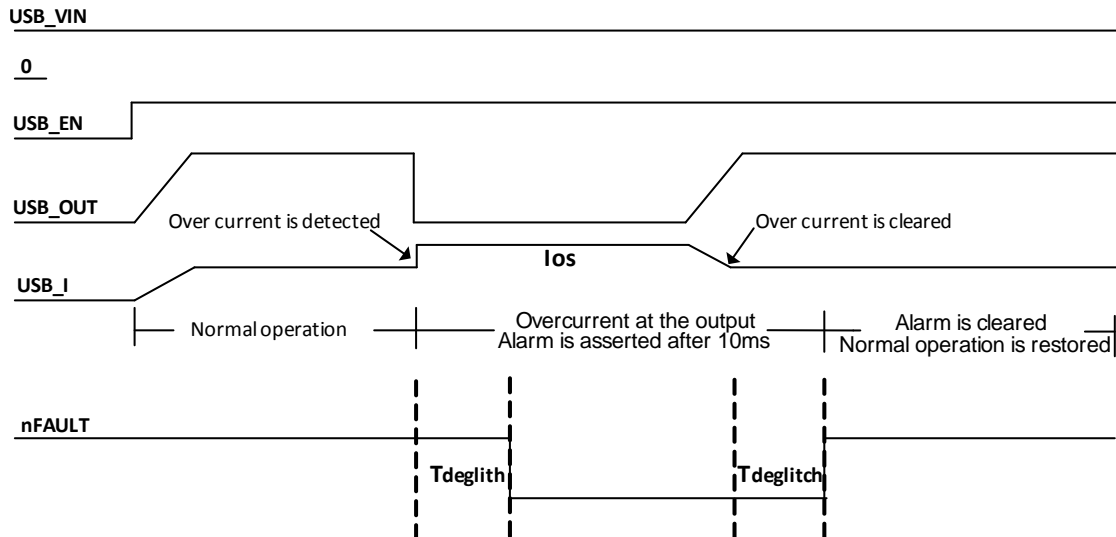 USB_VIN
0
USB_EN
USB_OUT
Over current is detected
Over current is cleared
Ios
USB_I
Normal operation
Overcurrent at the output
Alarm is asserted after 10ms
Alarm is cleared
Normal operation is restored
nFAULT
Tdeglith
Tdeglitch